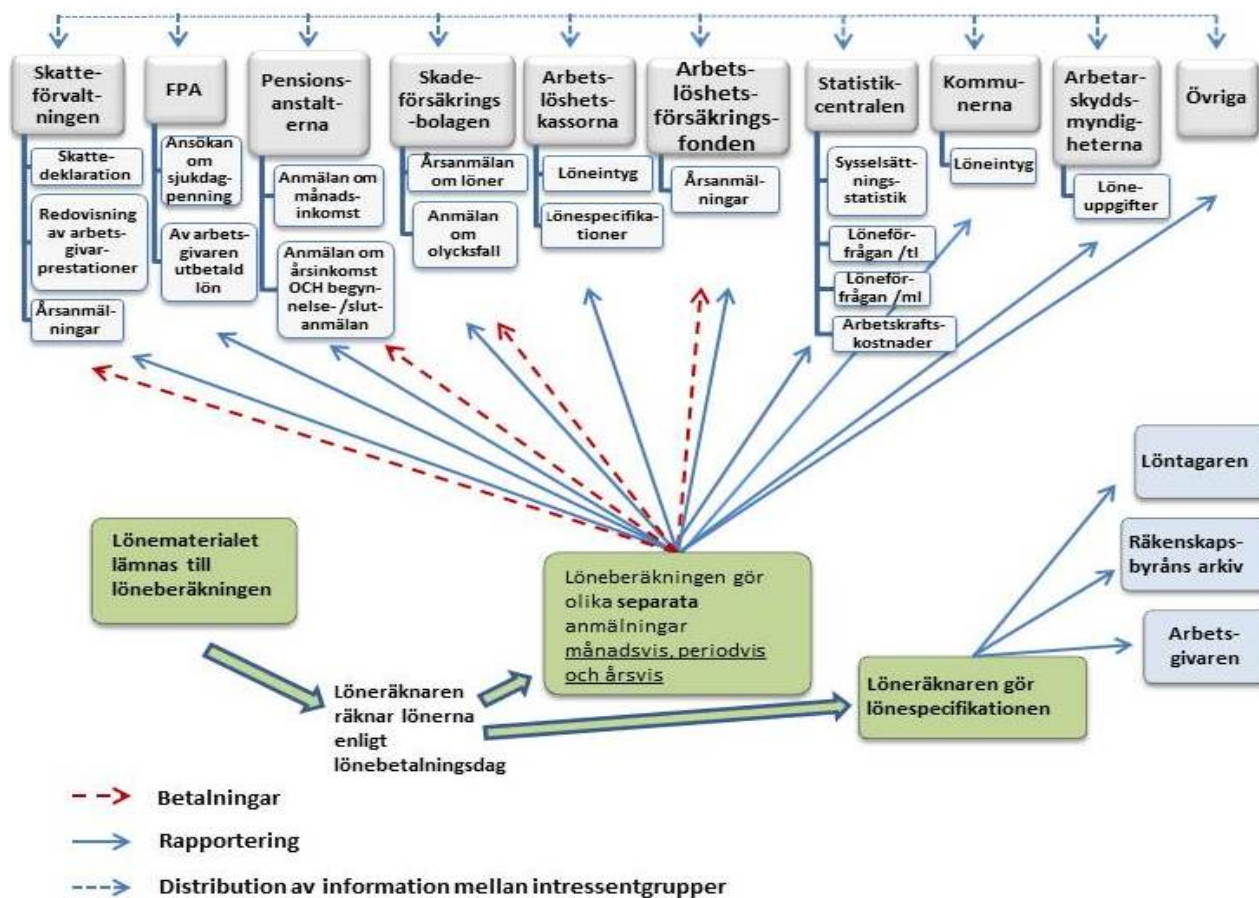 Skatte-
förvalt-
ningen
Skatte-
deklaration
Redovisning
av arbets-
givar-
prestationer
Årsanmäl-
ningar
FPA
Ansökan
om
sjukdag-
penning
Av arbets-
givaren
utbetald
lön
Pensions-
anstalt-
erna
Anmälan om
månads-
inkomst
Anmälan om
årsinkomst
OCH begyn-
nelse-/slut-
anmälan
Skade-
försäkrings
-bolagen
Årsanmälan
om löner
Anmälan
om
olycksfall
Arbets-
löshets-
kassorna
Löneintyg
Lönespecifika-
tioner
Arbets-
löshets-
försäkrings-
fonden
Årsanmäl-
ningar
Statistik-
centralen
Sysselsätt-
nings-
statistik
Löneför-
frågan /tl
Löneför-
frågan /ml
Arbetskrafts-
kostnader
Kommu-
nerna
Löneintyg
Arbetar-
skydds-
myndig-
heterna
Löne-
uppgifter
Övriga
Lönematerialet
lämnas till
löneberäkningen
Löneräknaren
räknar lönerna
enligt
lönebetalningsdag
Löneberäkningen gör
olika separata
anmälningar
månadsvis, periodvis
och årsvis
Löneräknaren gör
lönespecifikationen
Löntagaren
Räkenskaps-
byråns arkiv
Arbets-
givaren
Betalningar
Rapportering
Distribution av information mellan intressentgrupper